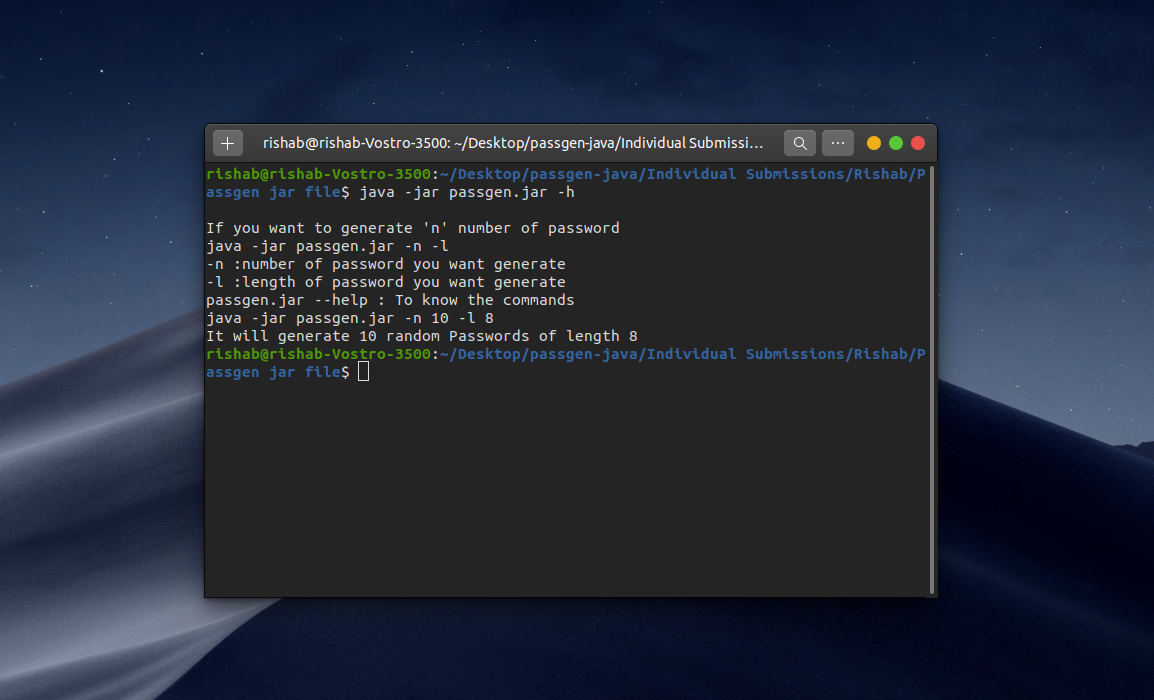 rishab@rishab-Vostro-3500: ~/Desktop/passgen-java/Individual Submissi...
rishab@rishab-Vostro-3500:~/Desktop/passgen-java/Individual Submissions/Rishab/P
assgen jar file$ java -jar passgen.jar -h
If you want to generate 'n' number of password
java -jar passgen.jar -n -l
-n :number of password you want generate
-l :length of password you want generate
passgen.jar --help : To know the commands
java -jar passgen.jar -n 10 -l 8
It will generate 10 random Passwords of length 8
rishab@rishab-Vostro-3500:~/Desktop/passgen-java/Individual Submissions/Rishab/P
assgen jar file$